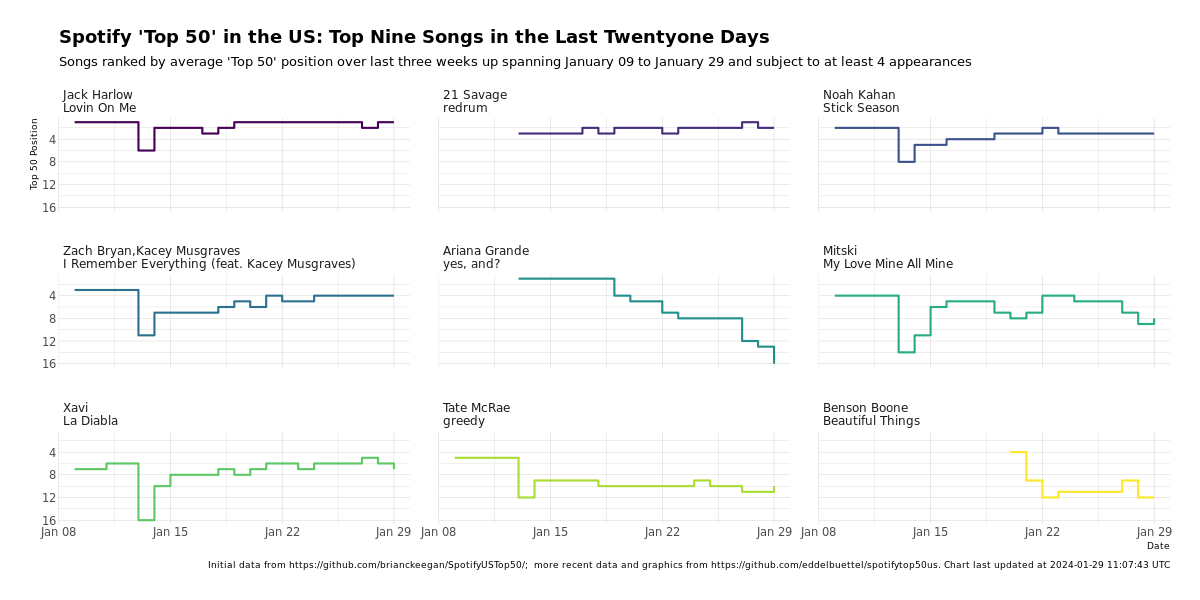 Spotify 'Top 50' in the US: Top Nine Songs in the Last Twentyone Days
Songs ranked by average 'Top 50' position over last three weeks up spanning January 09 to January 29 and subject to at least 4 appearances
Jack Harlow
Lovin On Me
21 Savage
redrum
Noah Kahan
Stick Season
Top 50 Position
4
8
12
16
Zach Bryan,Kacey Musgraves
I Remember Everything (feat. Kacey Musgraves)
Ariana Grande
yes, and?
Mitski
My Love Mine All Mine
4
8
12
16
Xavi
La Diabla
Tate McRae
greedy
Benson Boone
Beautiful Things
4
8
12
16
Jan 08 Jan 15 Jan 22 Jan 29 Jan 08 Jan 15 Jan 22 Jan 29 Jan 08 Jan 15 Jan 22 Jan 29
Date
Initial data from https://github.com/brianckeegan/SpotifyUSTop50/;  more recent data and graphics from https://github.com/eddelbuettel/spotifytop50us. Chart last updated at 2024-01-29 11:07:43 UTC